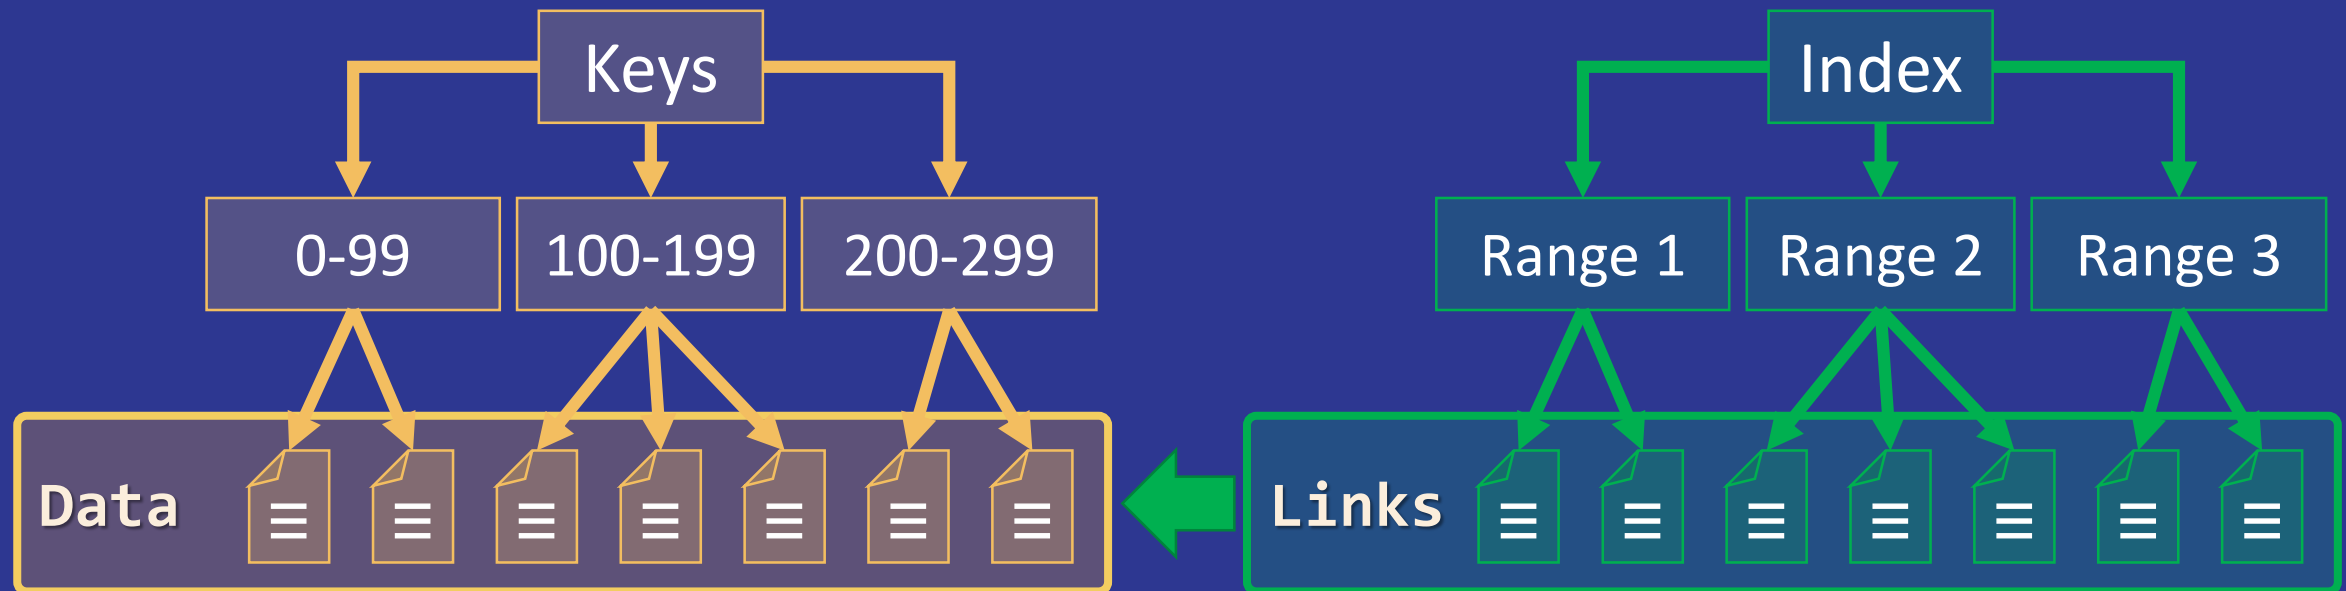 Keys
Index
0-99
100-199
200-299
Range 1
Range 2
Range 3
Data
Links